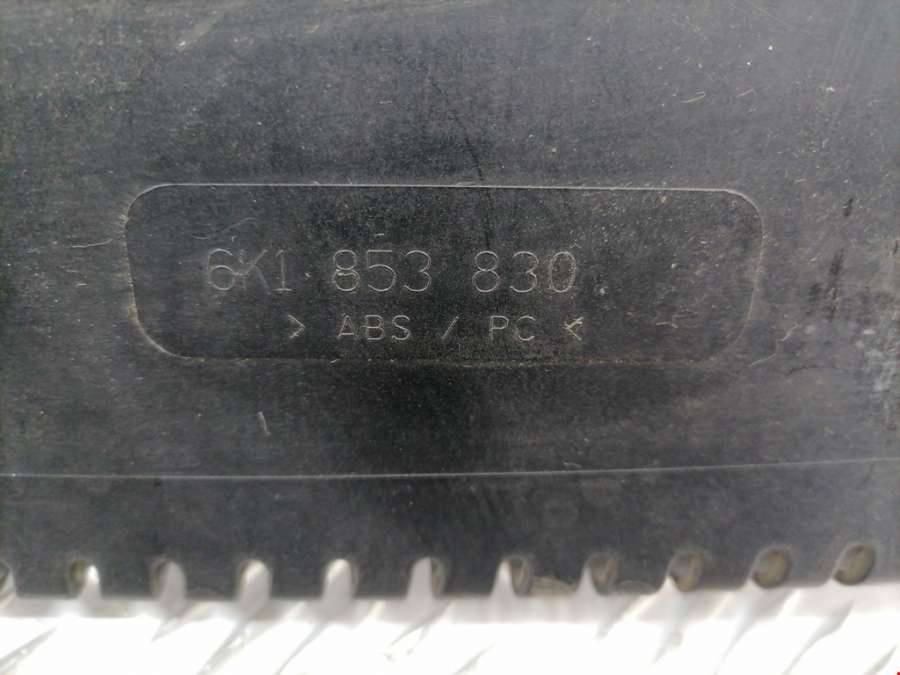 6K1 853 830
> ABS / PC <